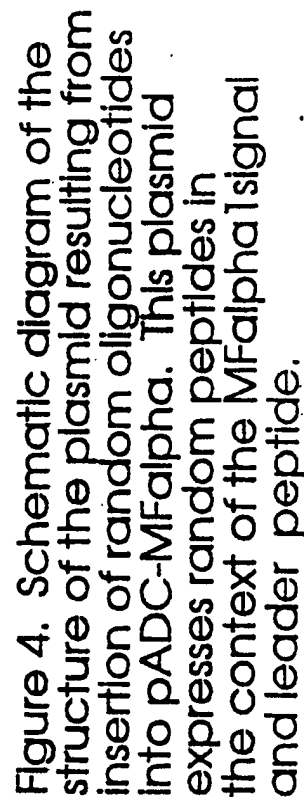 Figure 4. Schematic diagram of the
structure of the plasmid resulting from
insertion of random oligonucleotides
into pADC-MFalpha. This plasmid
expresses random peptides in
the context of the MFalpha1signal
and leader peptide.